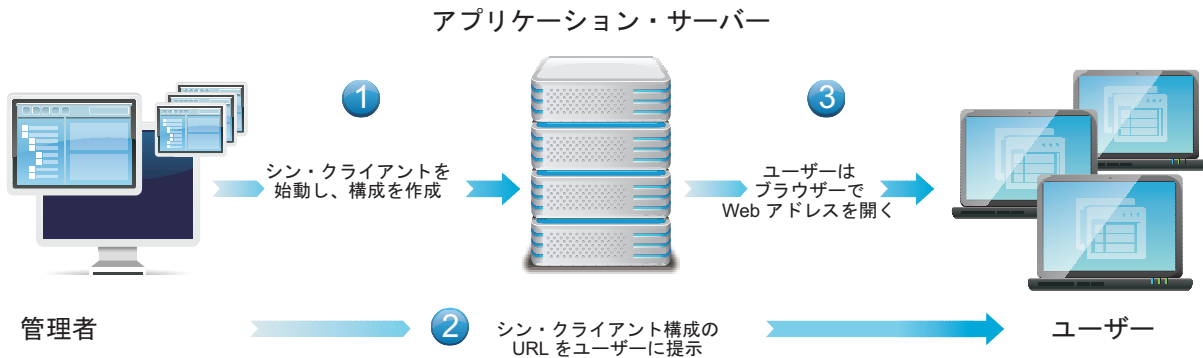 アプリケーション・サーバー
1
シン・クライアントを
始動し、構成を作成
3
ユーザーは
ブラウザーで
Web アドレスを開く
管理者
2
シン・クライアント構成の
URL をユーザーに提示
ユーザー